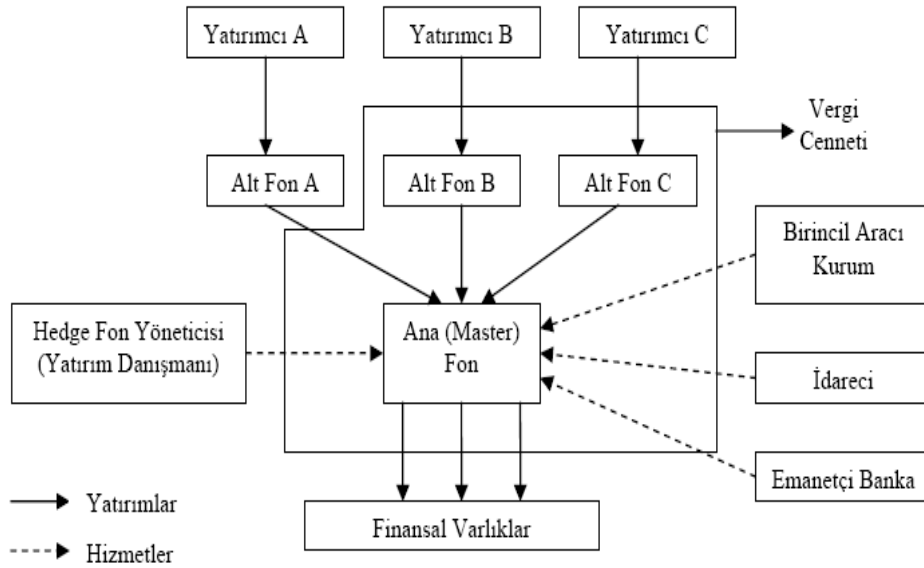 Yatırımcı A
Yatırımcı B
Yatırımcı C
Vergi
Cenneti
Alt Fon A
Alt Fon B
Alt Fon C
Birincil Aracı
Kurum
Hedge Fon Yöneticisi
(Yatırım Danışmanı)
Ana (Master)
Fon
İdareci
Emanetçi Banka
Yatırımlar
Finansal Varlıklar
Hizmetler